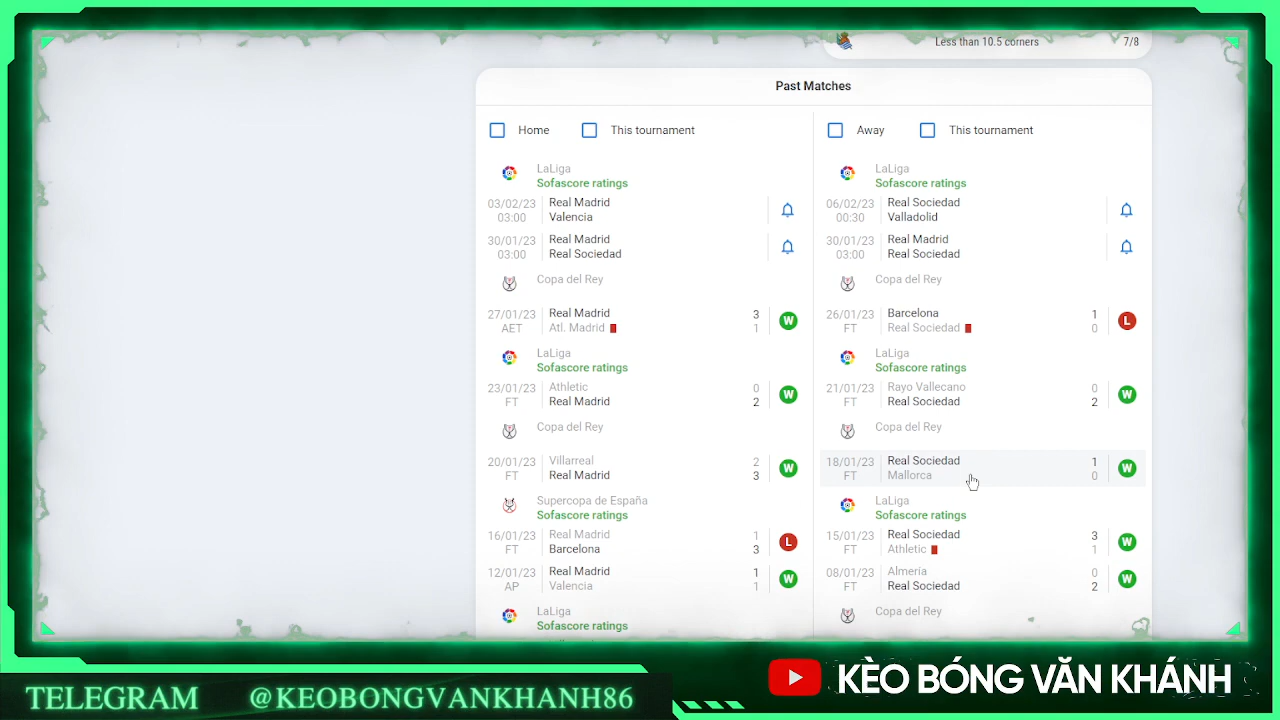 Less than 10.5 corners 7/8
Past Matches
Home This tournament
Away This tournament
LaLiga
Sofascore ratings
03/02/23 Real Madrid
03:00 Valencia
30/01/23 Real Madrid
03:00 Real Sociedad
Copa del Rey
27/01/23 Real Madrid 3 W
AET Atl. Madrid 1
LaLiga
Sofascore ratings
23/01/23 Athletic 0 W
FT Real Madrid 2
Copa del Rey
20/01/23 Villarreal 2 W
FT Real Madrid 3
Supercopa de España
Sofascore ratings
16/01/23 Real Madrid 1 L
FT Barcelona 3
12/01/23 Real Madrid 1 W
AP Valencia 1
LaLiga
Sofascore ratings
LaLiga
Sofascore ratings
06/02/23 Real Sociedad
00:30 Valladolid
30/01/23 Real Madrid
03:00 Real Sociedad
Copa del Rey
26/01/23 Barcelona 1 L
FT Real Sociedad 0
LaLiga
Sofascore ratings
21/01/23 Rayo Vallecano 0 W
FT Real Sociedad 2
Copa del Rey
18/01/23 Real Sociedad 1 W
FT Mallorca 0
LaLiga
Sofascore ratings
15/01/23 Real Sociedad 3 W
FT Athletic 1
08/01/23 Almería 0 W
FT Real Sociedad 2
Copa del Rey
TELEGRAM @KEOBONGVANKHANH86
KÈO BÓNG VĂN KHÁNH